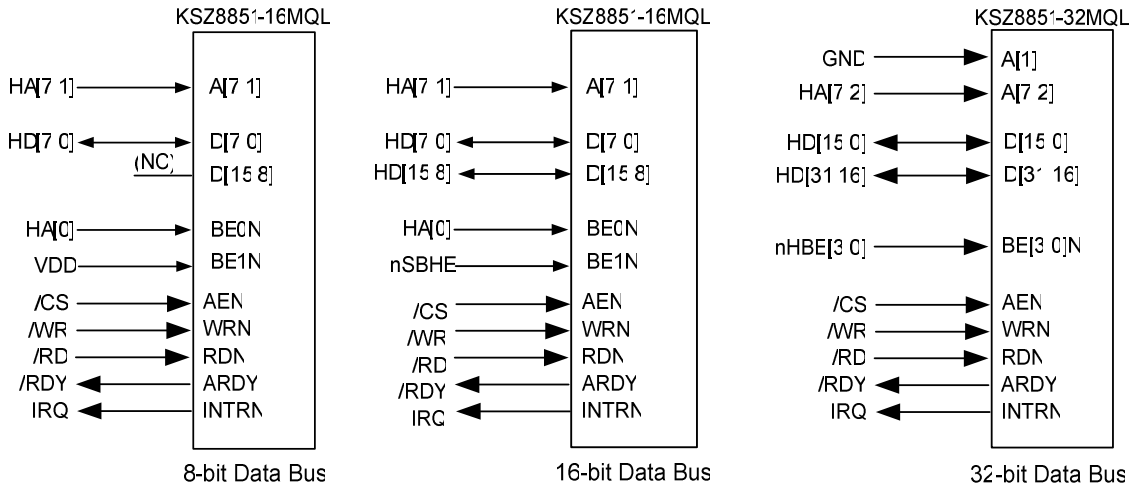 KSZ8851-16MQL
HA[7 1] A[7 1]
HD[7 0] D[7 0]
(NC) D[15 8]
HA[0] BE0N
VDD BE1N
/CS AEN
/WR WRN
/RD RDN
/RDY ARDY
IRQ INTRN
8-bit Data Bus
KSZ8851-16MQL
HA[7 1] A[7 1]
HD[7 0] D[7 0]
HD[15 8] D[15 8]
HA[0] BE0N
nSBHE BE1N
/CS AEN
/WR WRN
/RD RDN
/RDY ARDY
IRQ INTRN
16-bit Data Bus
KSZ8851-32MQL
GND A[1]
HA[7 2] A[7 2]
HD[15 0] D[15 0]
HD[31 16] D[31 16]
nHBE[3 0] BE[3 0]N
/CS AEN
/WR WRN
/RD RDN
/RDY ARDY
IRQ INTRN
32-bit Data Bus